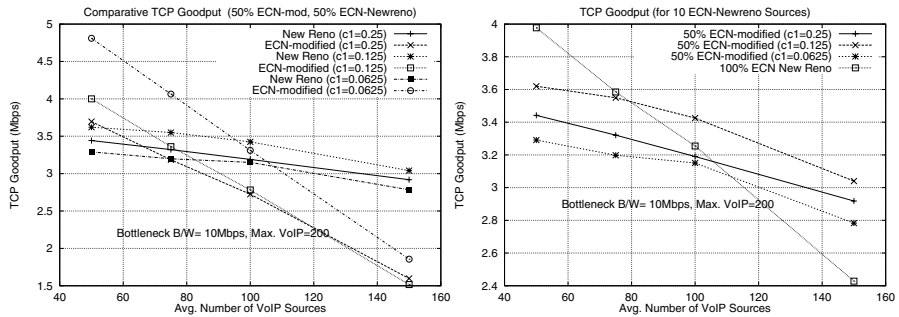 Comparative TCP Goodput (50% ECN-mod, 50% ECN-Newreno)
TCP Goodput (Mbps)
5
4.5
4
3.5
3
2.5
2
1.5
New Reno (c1=0.25)
ECN-modified (c1=0.25)
New Reno (c1=0.125)
ECN-modified (c1=0.125)
New Reno (c1=0.0625)
ECN-modified (c1=0.0625)
Bottleneck B/W= 10Mbps, Max. VoIP=200
40 60 80 100 120 140 160
Avg. Number of VoIP Sources
TCP Goodput (for 10 ECN-Newreno Sources)
TCP Goodput (Mbps)
4
3.8
3.6
3.4
3.2
3
2.8
2.6
2.4
50% ECN-modified (c1=0.25)
50% ECN-modified (c1=0.125)
50% ECN-modified (c1=0.0625)
100% ECN New Reno
Bottleneck B/W= 10Mbps, Max. VoIP=200
40 60 80 100 120 140 160
Avg. Number of VoIP Sources